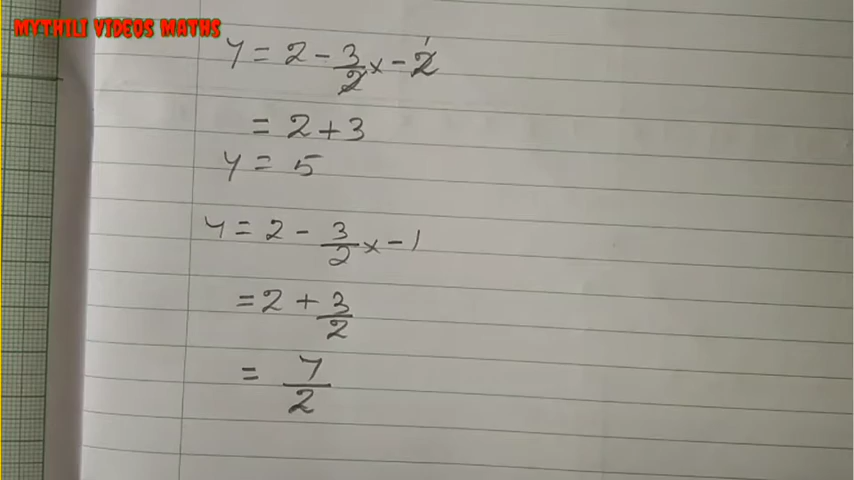 MYTHILI VIDEOS MATHS
y = 2 - 3/2 x - 2 1
= 2 + 3
y = 5
y = 2 - 3/2 x - 1
= 2 + 3/2
= 7/2